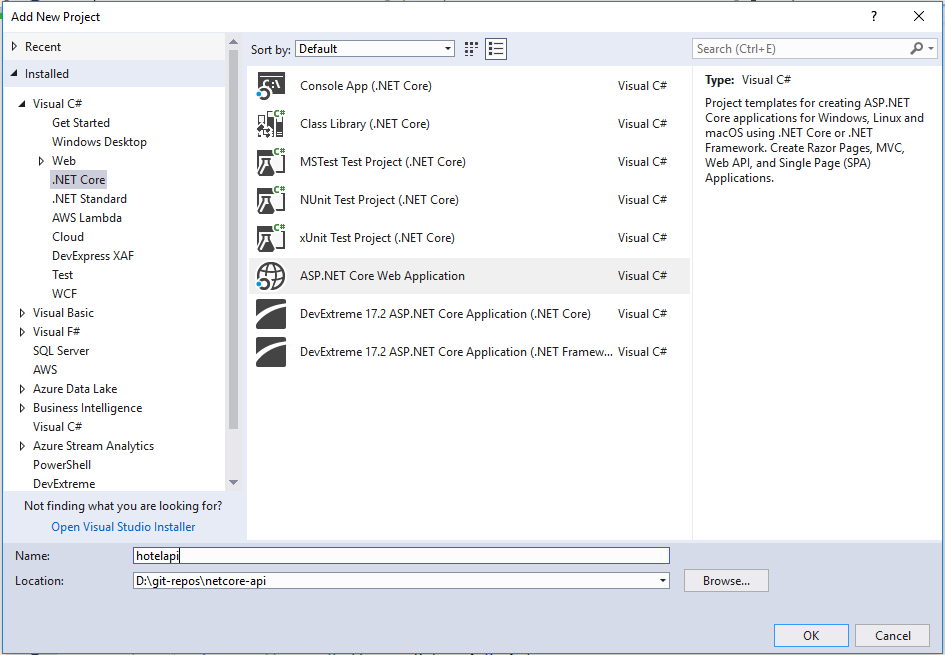 Add New Project
?
Recent
Installed
Visual C#
Get Started
Windows Desktop
Web
.NET Core
.NET Standard
AWS Lambda
Cloud
DevExpress XAF
Test
WCF
Visual Basic
Visual F#
SQL Server
AWS
Azure Data Lake
Business Intelligence
Visual C#
Azure Stream Analytics
PowerShell
DevExtreme
Not finding what you are looking for?
Open Visual Studio Installer
Sort by: Default
Console App (.NET Core) Visual C#
Class Library (.NET Core) Visual C#
MSTest Test Project (.NET Core) Visual C#
NUnit Test Project (.NET Core) Visual C#
xUnit Test Project (.NET Core) Visual C#
ASP.NET Core Web Application Visual C#
DevExtreme 17.2 ASP.NET Core Application (.NET Core) Visual C#
DevExtreme 17.2 ASP.NET Core Application (.NET Framew... Visual C#
Search (Ctrl+E)
Type: Visual C#
Project templates for creating ASP.NET
Core applications for Windows, Linux and
macOS using .NET Core or .NET
Framework. Create Razor Pages, MVC,
Web API, and Single Page (SPA)
Applications.
Name: hotelapi
Location: D:\git-repos\netcore-api
Browse...
OK Cancel